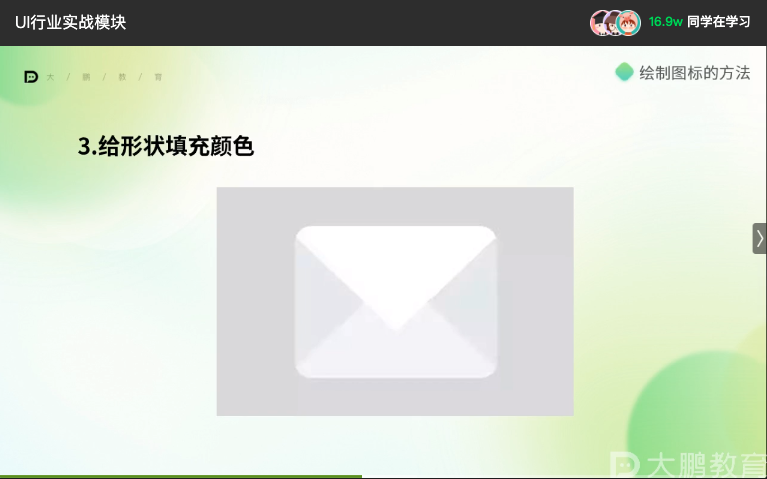 UI行业实战模块
16.9w 同学在学习
大 / 鹏 / 教 / 育
绘制图标的方法
3.给形状填充颜色
大鹏教育